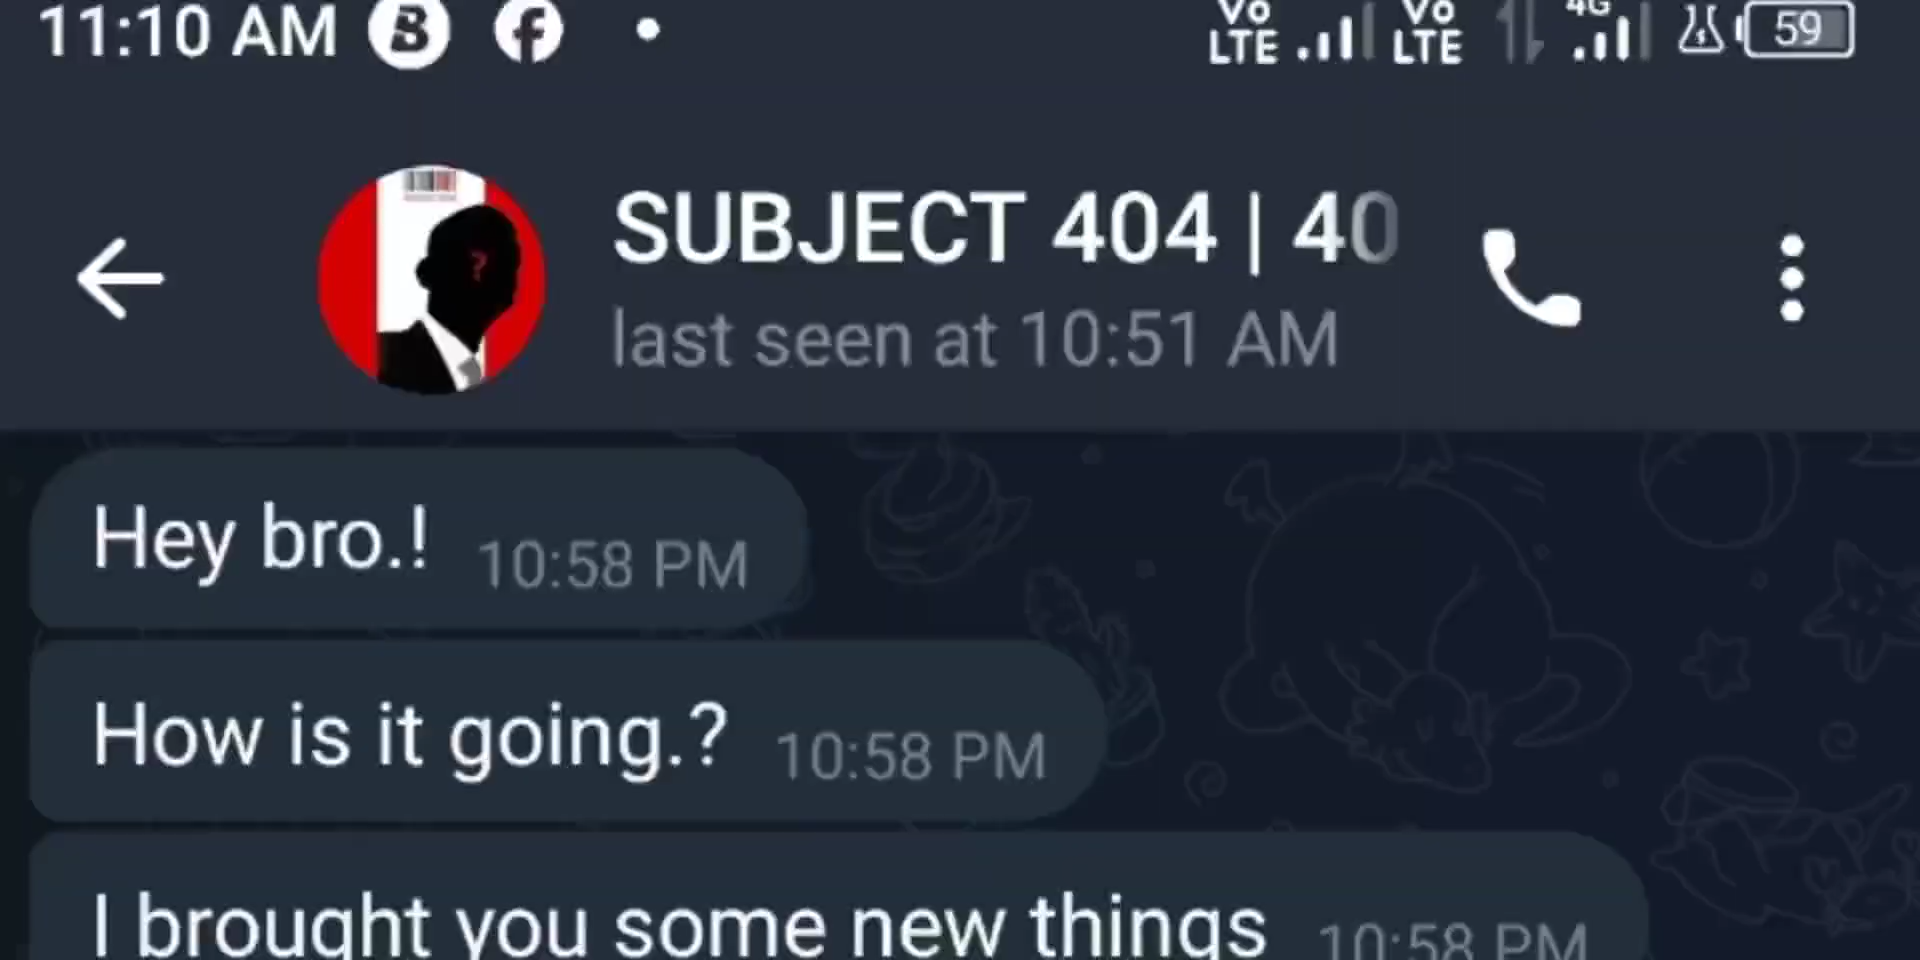 11:10 AM
Vo LTE Vo LTE 4G 59
SUBJECT 404 | 40
last seen at 10:51 AM
Hey bro.! 10:58 PM
How is it going.? 10:58 PM
I brought you some new things 10:58 PM